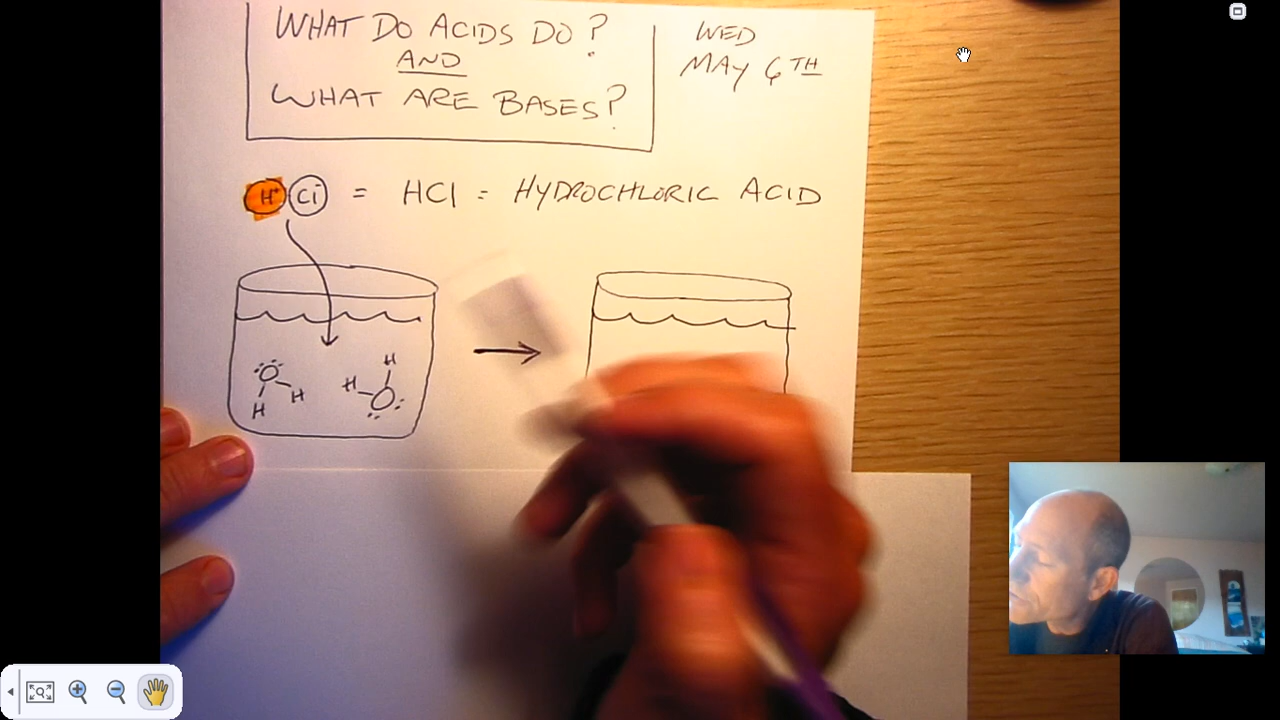 WHAT DO ACIDS DO?
AND
WHAT ARE BASES?
WED
MAY 6TH
H+ Cl- = HCl = HYDROCHLORIC ACID
H
O H
H
H O
H